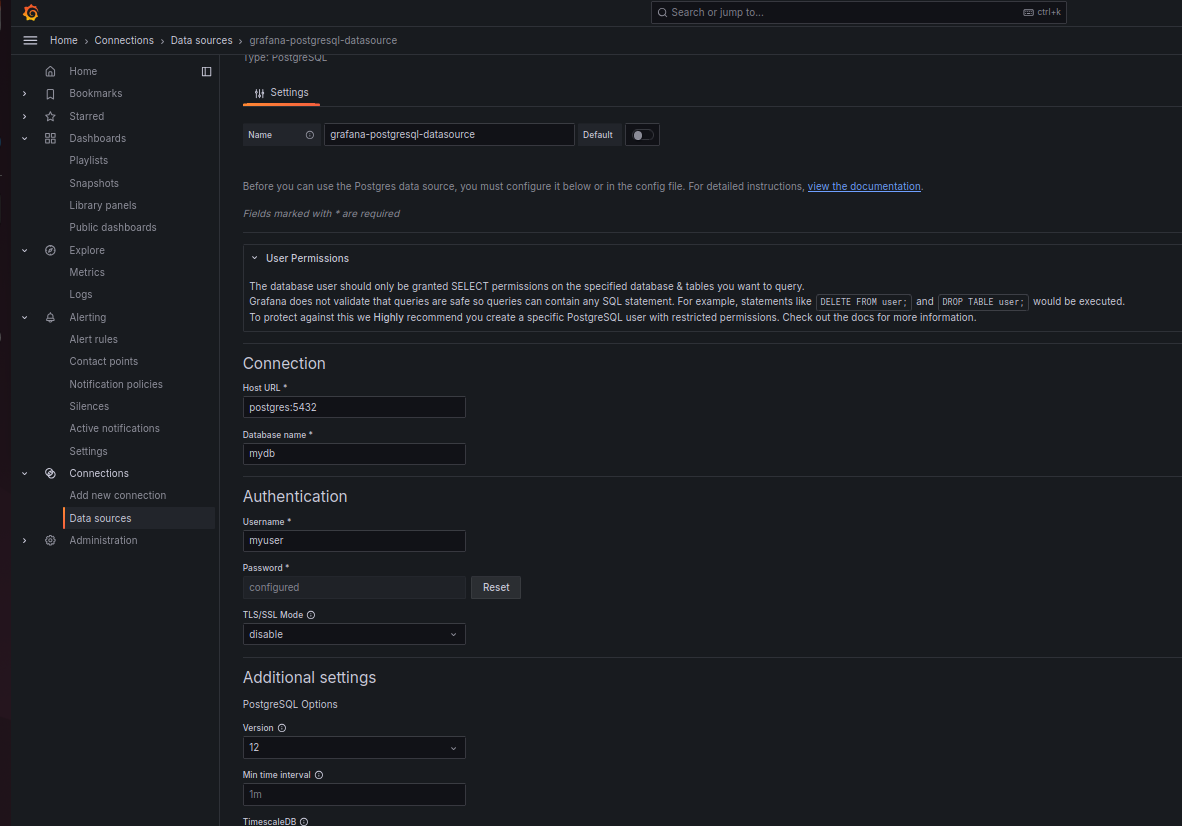 Search or jump to...
ctrl+k
Home › Connections › Data sources › grafana-postgresql-datasource
Home
Bookmarks
Starred
Dashboards
Playlists
Snapshots
Library panels
Public dashboards
Explore
Metrics
Logs
Alerting
Alert rules
Contact points
Notification policies
Silences
Active notifications
Settings
Connections
Add new connection
Data sources
Administration
Type: PostgreSQL
Settings
Name
grafana-postgresql-datasource
Default
Before you can use the Postgres data source, you must configure it below or in the config file. For detailed instructions, view the documentation.
Fields marked with * are required
User Permissions
The database user should only be granted SELECT permissions on the specified database & tables you want to query.
Grafana does not validate that queries are safe so queries can contain any SQL statement. For example, statements like DELETE FROM user; and DROP TABLE user; would be executed.
To protect against this we Highly recommend you create a specific PostgreSQL user with restricted permissions. Check out the docs for more information.
Connection
Host URL *
postgres:5432
Database name *
mydb
Authentication
Username *
myuser
Password *
configured
Reset
TLS/SSL Mode
disable
Additional settings
PostgreSQL Options
Version
12
Min time interval
1m
TimescaleDB